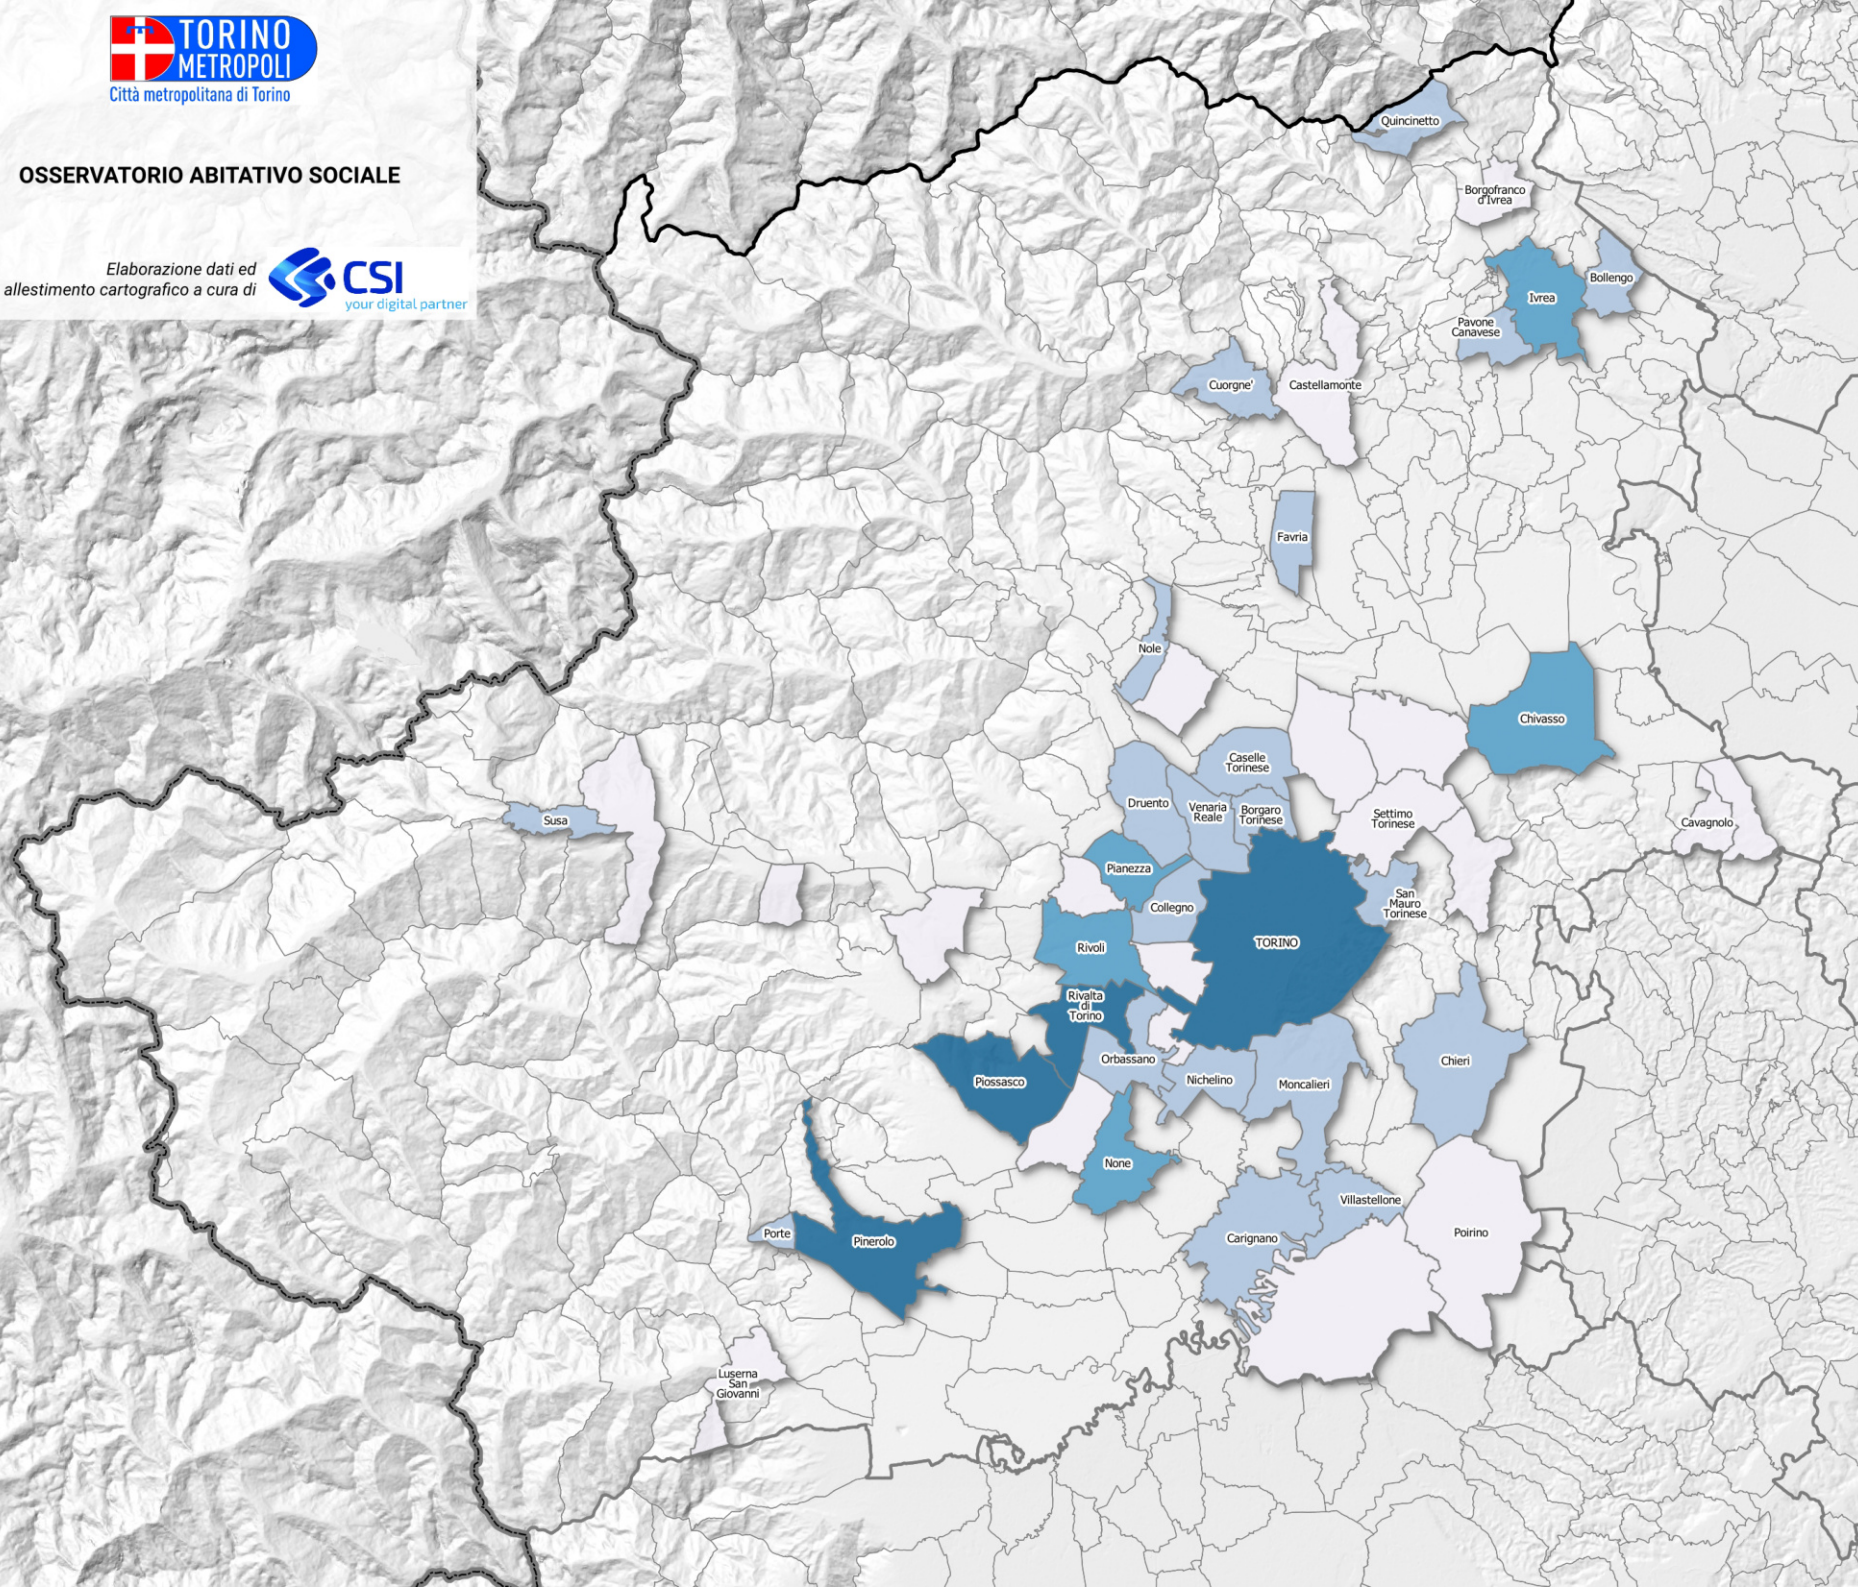 TORINO
METROPOLI
Città metropolitana di Torino
OSSERVATORIO ABITATIVO SOCIALE
Elaborazione dati ed
allestimento cartografico a cura di
CSI
your digital partner
Quincinetto
Borgofranco
d'Ivrea
Bollengo
Ivrea
Pavone
Canavese
Cuorgne'
Castellamonte
Favria
Nole
Chivasso
Caselle
Torinese
Druento
Venaria
Reale
Borgaro
Torinese
Settimo
Torinese
Cavagnolo
Susa
Pianezza
Collegno
San
Mauro
Torinese
Rivoli
TORINO
Rivalta
di
Torino
Orbassano
Chieri
Piossasco
Nichelino
Moncalieri
None
Villastellone
Porte
Pinerolo
Carignano
Poirino
Luserna
San
Giovanni